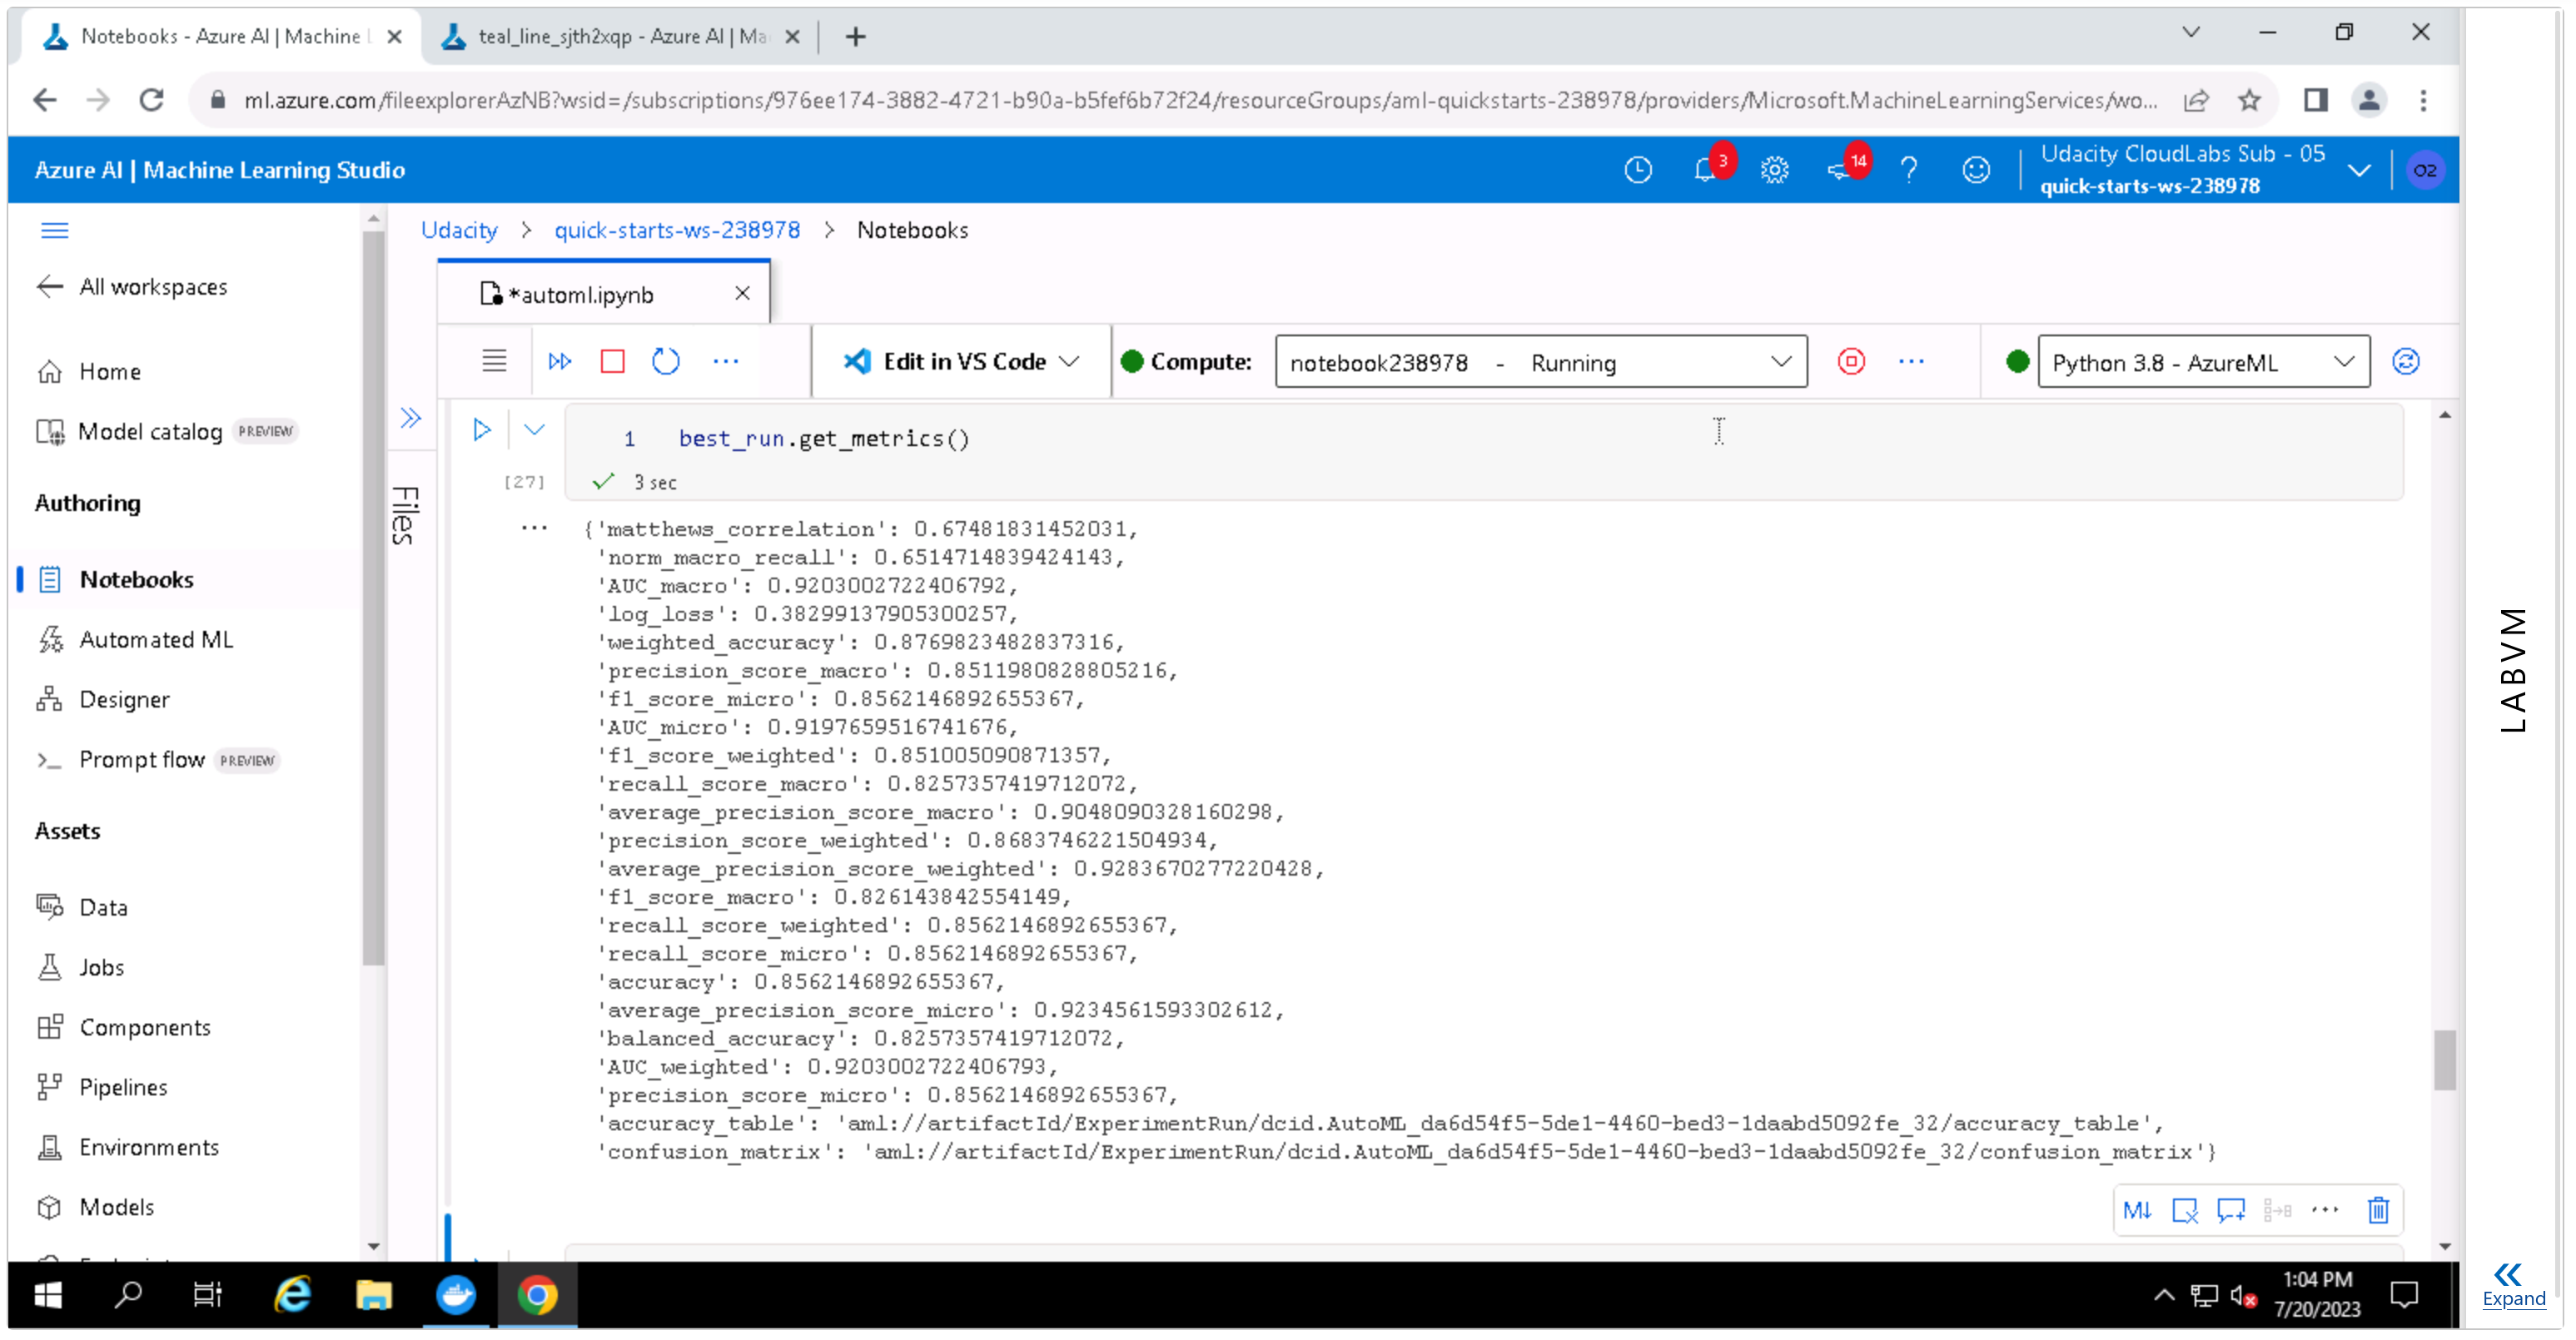 Notebooks - Azure AI | Machine L
teal_line_sjth2xqp - Azure AI | Ma
ml.azure.com/fileexplorerAzNB?wsid=/subscriptions/976ee174-3882-4721-b90a-b5fef6b72f24/resourceGroups/aml-quickstarts-238978/providers/Microsoft.MachineLearningServices/wo...
Azure AI | Machine Learning Studio
3
14
Udacity CloudLabs Sub - 05
quick-starts-ws-238978
O2
Udacity > quick-starts-ws-238978 > Notebooks
All workspaces
Home
Model catalog PREVIEW
Authoring
Notebooks
Automated ML
Designer
Prompt flow PREVIEW
Assets
Data
Jobs
Components
Pipelines
Environments
Models
Files
*automl.ipynb
Edit in VS Code
Compute:
notebook238978 - Running
Python 3.8 - AzureML
1 best_run.get_metrics()
[27]
3 sec
{'matthews_correlation': 0.67481831452031,
'norm_macro_recall': 0.6514714839424143,
'AUC_macro': 0.9203002722406792,
'log_loss': 0.38299137905300257,
'weighted_accuracy': 0.8769823482837316,
'precision_score_macro': 0.8511980828805216,
'f1_score_micro': 0.8562146892655367,
'AUC_micro': 0.9197659516741676,
'f1_score_weighted': 0.851005090871357,
'recall_score_macro': 0.8257357419712072,
'average_precision_score_macro': 0.9048090328160298,
'precision_score_weighted': 0.8683746221504934,
'average_precision_score_weighted': 0.9283670277220428,
'f1_score_macro': 0.826143842554149,
'recall_score_weighted': 0.8562146892655367,
'recall_score_micro': 0.8562146892655367,
'accuracy': 0.8562146892655367,
'average_precision_score_micro': 0.9234561593302612,
'balanced_accuracy': 0.8257357419712072,
'AUC_weighted': 0.9203002722406793,
'precision_score_micro': 0.8562146892655367,
'accuracy_table': 'aml://artifactId/ExperimentRun/dcid.AutoML_da6d54f5-5de1-4460-bed3-1daabd5092fe_32/accuracy_table',
'confusion_matrix': 'aml://artifactId/ExperimentRun/dcid.AutoML_da6d54f5-5de1-4460-bed3-1daabd5092fe_32/confusion_matrix'}
M↓
LABVM
Expand
1:04 PM
7/20/2023